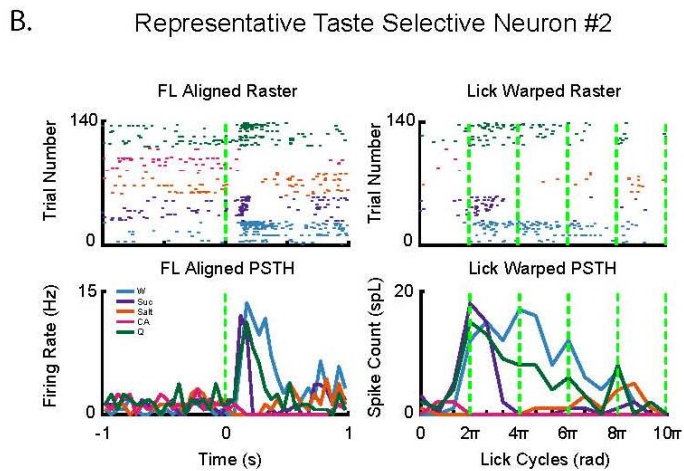 B. Representative Taste Selective Neuron #2
FL Aligned Raster
Lick Warped Raster
140
Trial Number
0
140
Trial Number
0
FL Aligned PSTH
Lick Warped PSTH
15
Firing Rate (Hz)
0
W
Suc
Salt
CA
Q
-1 0 1
Time (s)
20
Spike Count (spL)
0
0 2π 4π 6π 8π 10π
Lick Cycles (rad)